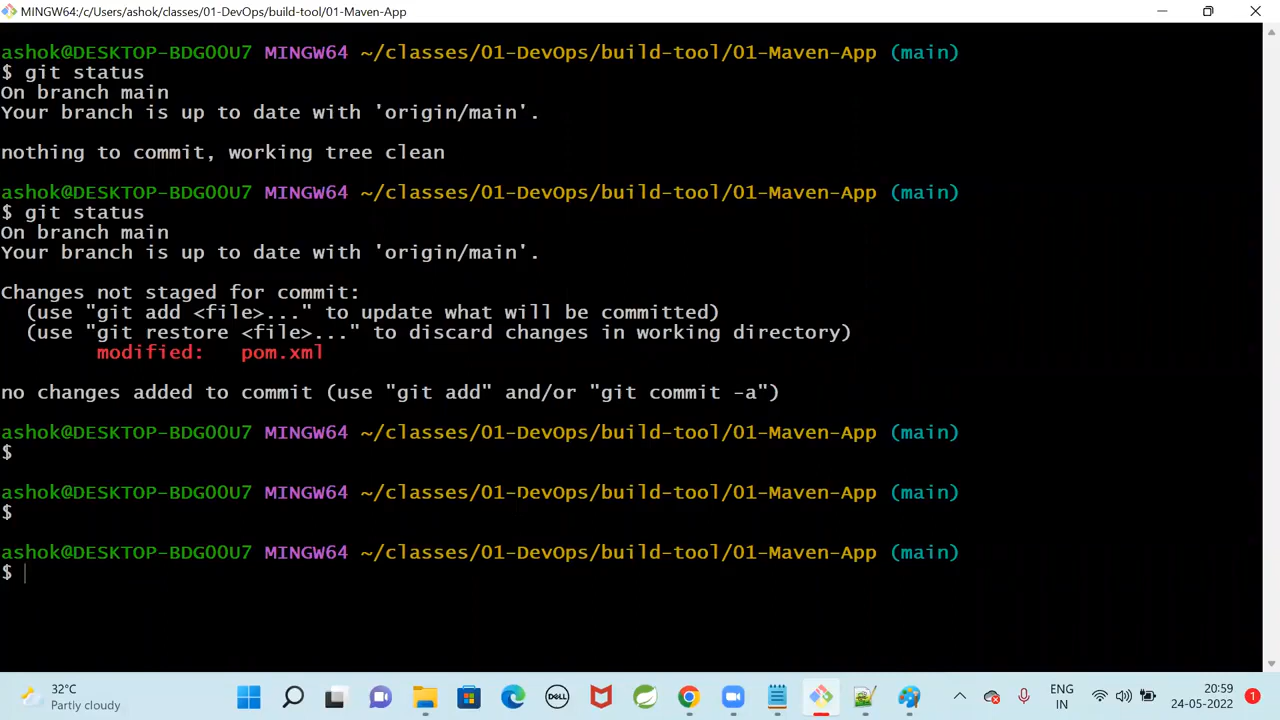 MINGW64:/c/Users/ashok/classes/01-DevOps/build-tool/01-Maven-App
ashok@DESKTOP-BDG0OU7 MINGW64 ~/classes/01-DevOps/build-tool/01-Maven-App (main)
$ git status
On branch main
Your branch is up to date with 'origin/main'.
nothing to commit, working tree clean
ashok@DESKTOP-BDG0OU7 MINGW64 ~/classes/01-DevOps/build-tool/01-Maven-App (main)
$ git status
On branch main
Your branch is up to date with 'origin/main'.
Changes not staged for commit:
(use "git add <file>..." to update what will be committed)
(use "git restore <file>..." to discard changes in working directory)
modified: pom.xml
no changes added to commit (use "git add" and/or "git commit -a")
ashok@DESKTOP-BDG0OU7 MINGW64 ~/classes/01-DevOps/build-tool/01-Maven-App (main)
$
ashok@DESKTOP-BDG0OU7 MINGW64 ~/classes/01-DevOps/build-tool/01-Maven-App (main)
$
ashok@DESKTOP-BDG0OU7 MINGW64 ~/classes/01-DevOps/build-tool/01-Maven-App (main)
$
32°C
Partly cloudy
DELL
ENG
IN
20:59
24-05-2022
1